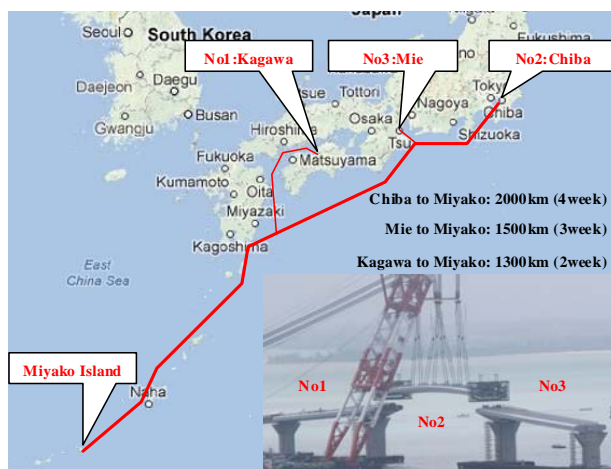 Seoul
South Korea
Japan
Fukushima
No1:Kagawa
No3:Mie
No2:Chiba
Daejeon
Daegu
Gwangju
Busan
Tottori
Tokyo
Chiba
Nagoya
Hiroshima
Osaka
Tsu
Shizuoka
Matsuyama
Fukuoka
Kumamoto
Oita
Miyazaki
Kagoshima
Chiba to Miyako: 2000km (4week)
Mie to Miyako: 1500km (3week)
Kagawa to Miyako: 1300km (2week)
East
China Sea
Miyako Island
Naha
No1
No3
No2